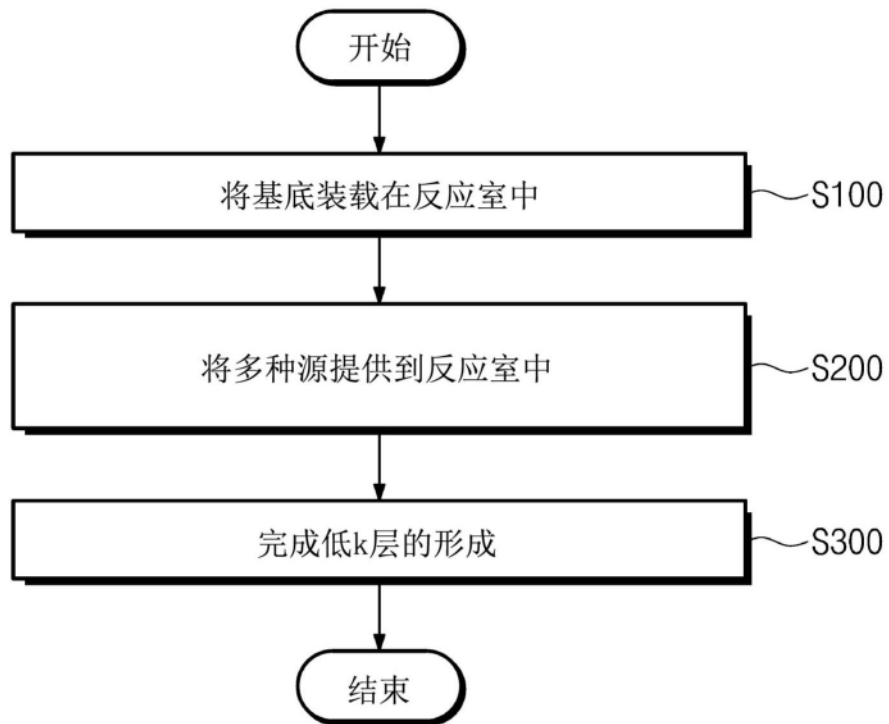 开始
将基底装载在反应室中
S100
将多种源提供到反应室中
S200
完成低k层的形成
S300
结束